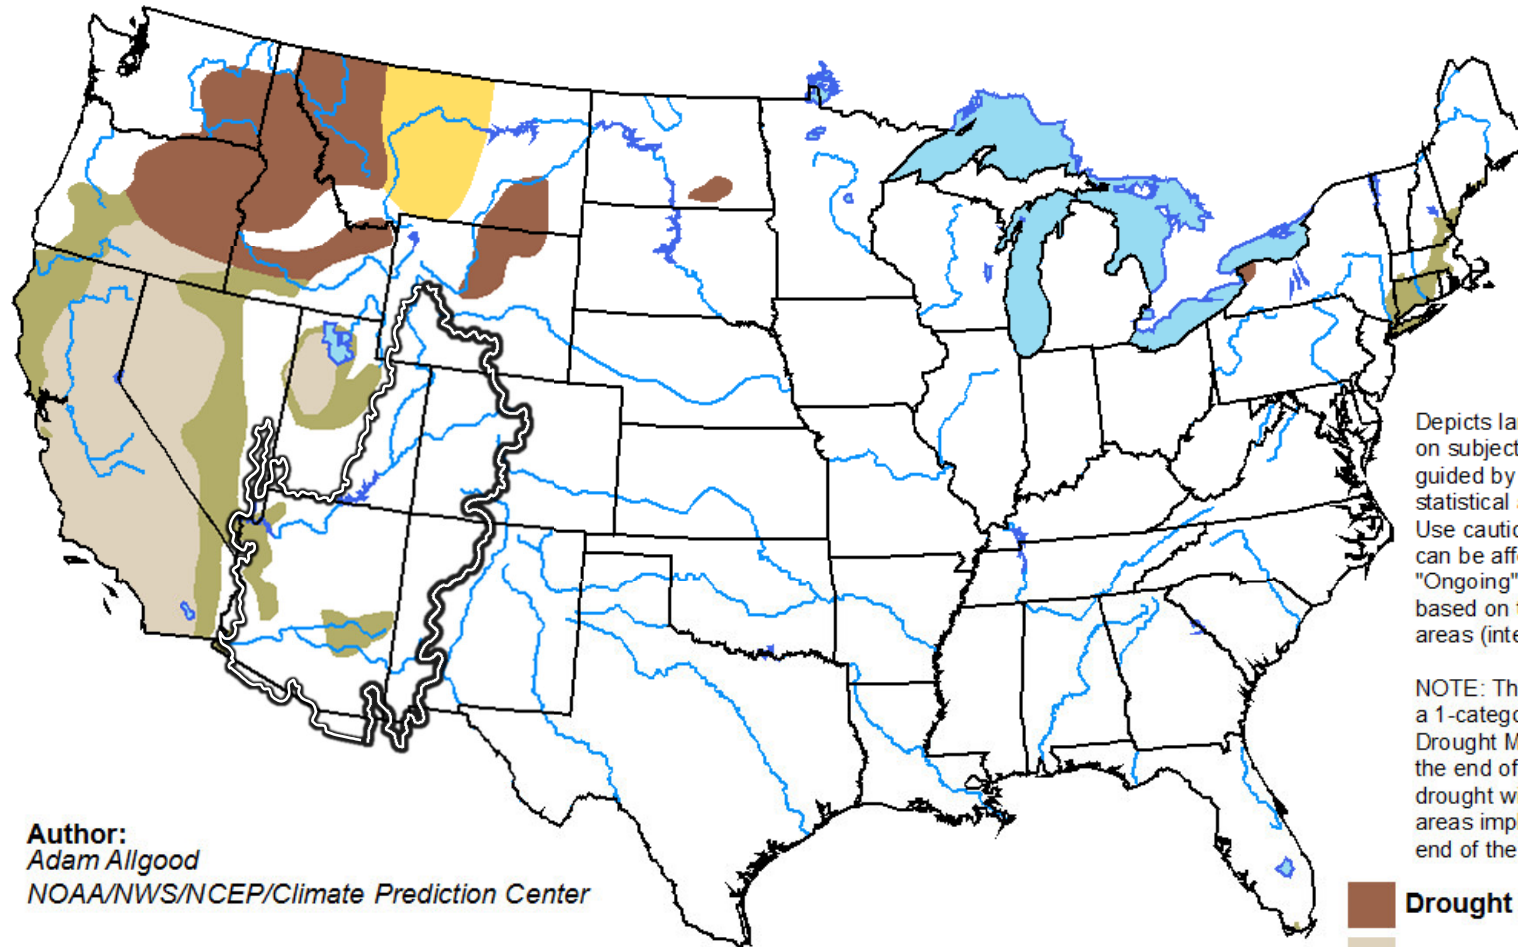 Depicts la
on subject
guided by
statistical
Use cautio
can be affe
"Ongoing"
based on t
areas (inte
NOTE: Th
a 1-catego
Drought M
the end of
drought w
areas impl
end of the
Author:
Adam Allgood
NOAA/NWS/NCEP/Climate Prediction Center
Drought